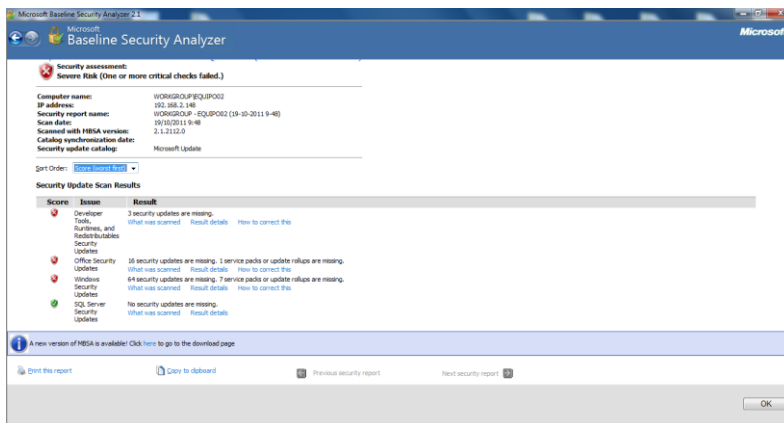 Microsoft Baseline Security Analyzer 2.1
Microsoft
Baseline Security Analyzer
Microsoft
Security assessment:
Severe Risk (One or more critical checks failed.)
Computer name: WORKGROUP\EQUIPO02
IP address: 192.168.2.148
Security report name: WORKGROUP - EQUIPO02 (19-10-2011 9-48)
Scan date: 19/10/2011 9:48
Scanned with MBSA version: 2.1.2112.0
Catalog synchronization date:
Security update catalog: Microsoft Update
Sort Order: Score (worst first)
Security Update Scan Results
Score Issue Result
Developer Tools, Runtimes, and Redistributables Security Updates
3 security updates are missing.
What was scanned Result details How to correct this
Office Security Updates
16 security updates are missing. 1 service packs or update rollups are missing.
What was scanned Result details How to correct this
Windows Security Updates
64 security updates are missing. 7 service packs or update rollups are missing.
What was scanned Result details How to correct this
SQL Server Security Updates
No security updates are missing.
What was scanned Result details
A new version of MBSA is available! Click here to go to the download page
Print this report Copy to clipboard Previous security report Next security report
OK